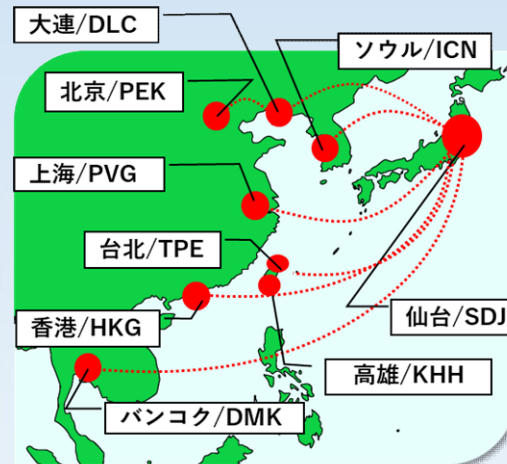 大連/DLC
ソウル/ICN
北京/PEK
上海/PVG
台北/TPE
香港/HKG
仙台/SDJ
高雄/KHH
バンコク/DMK